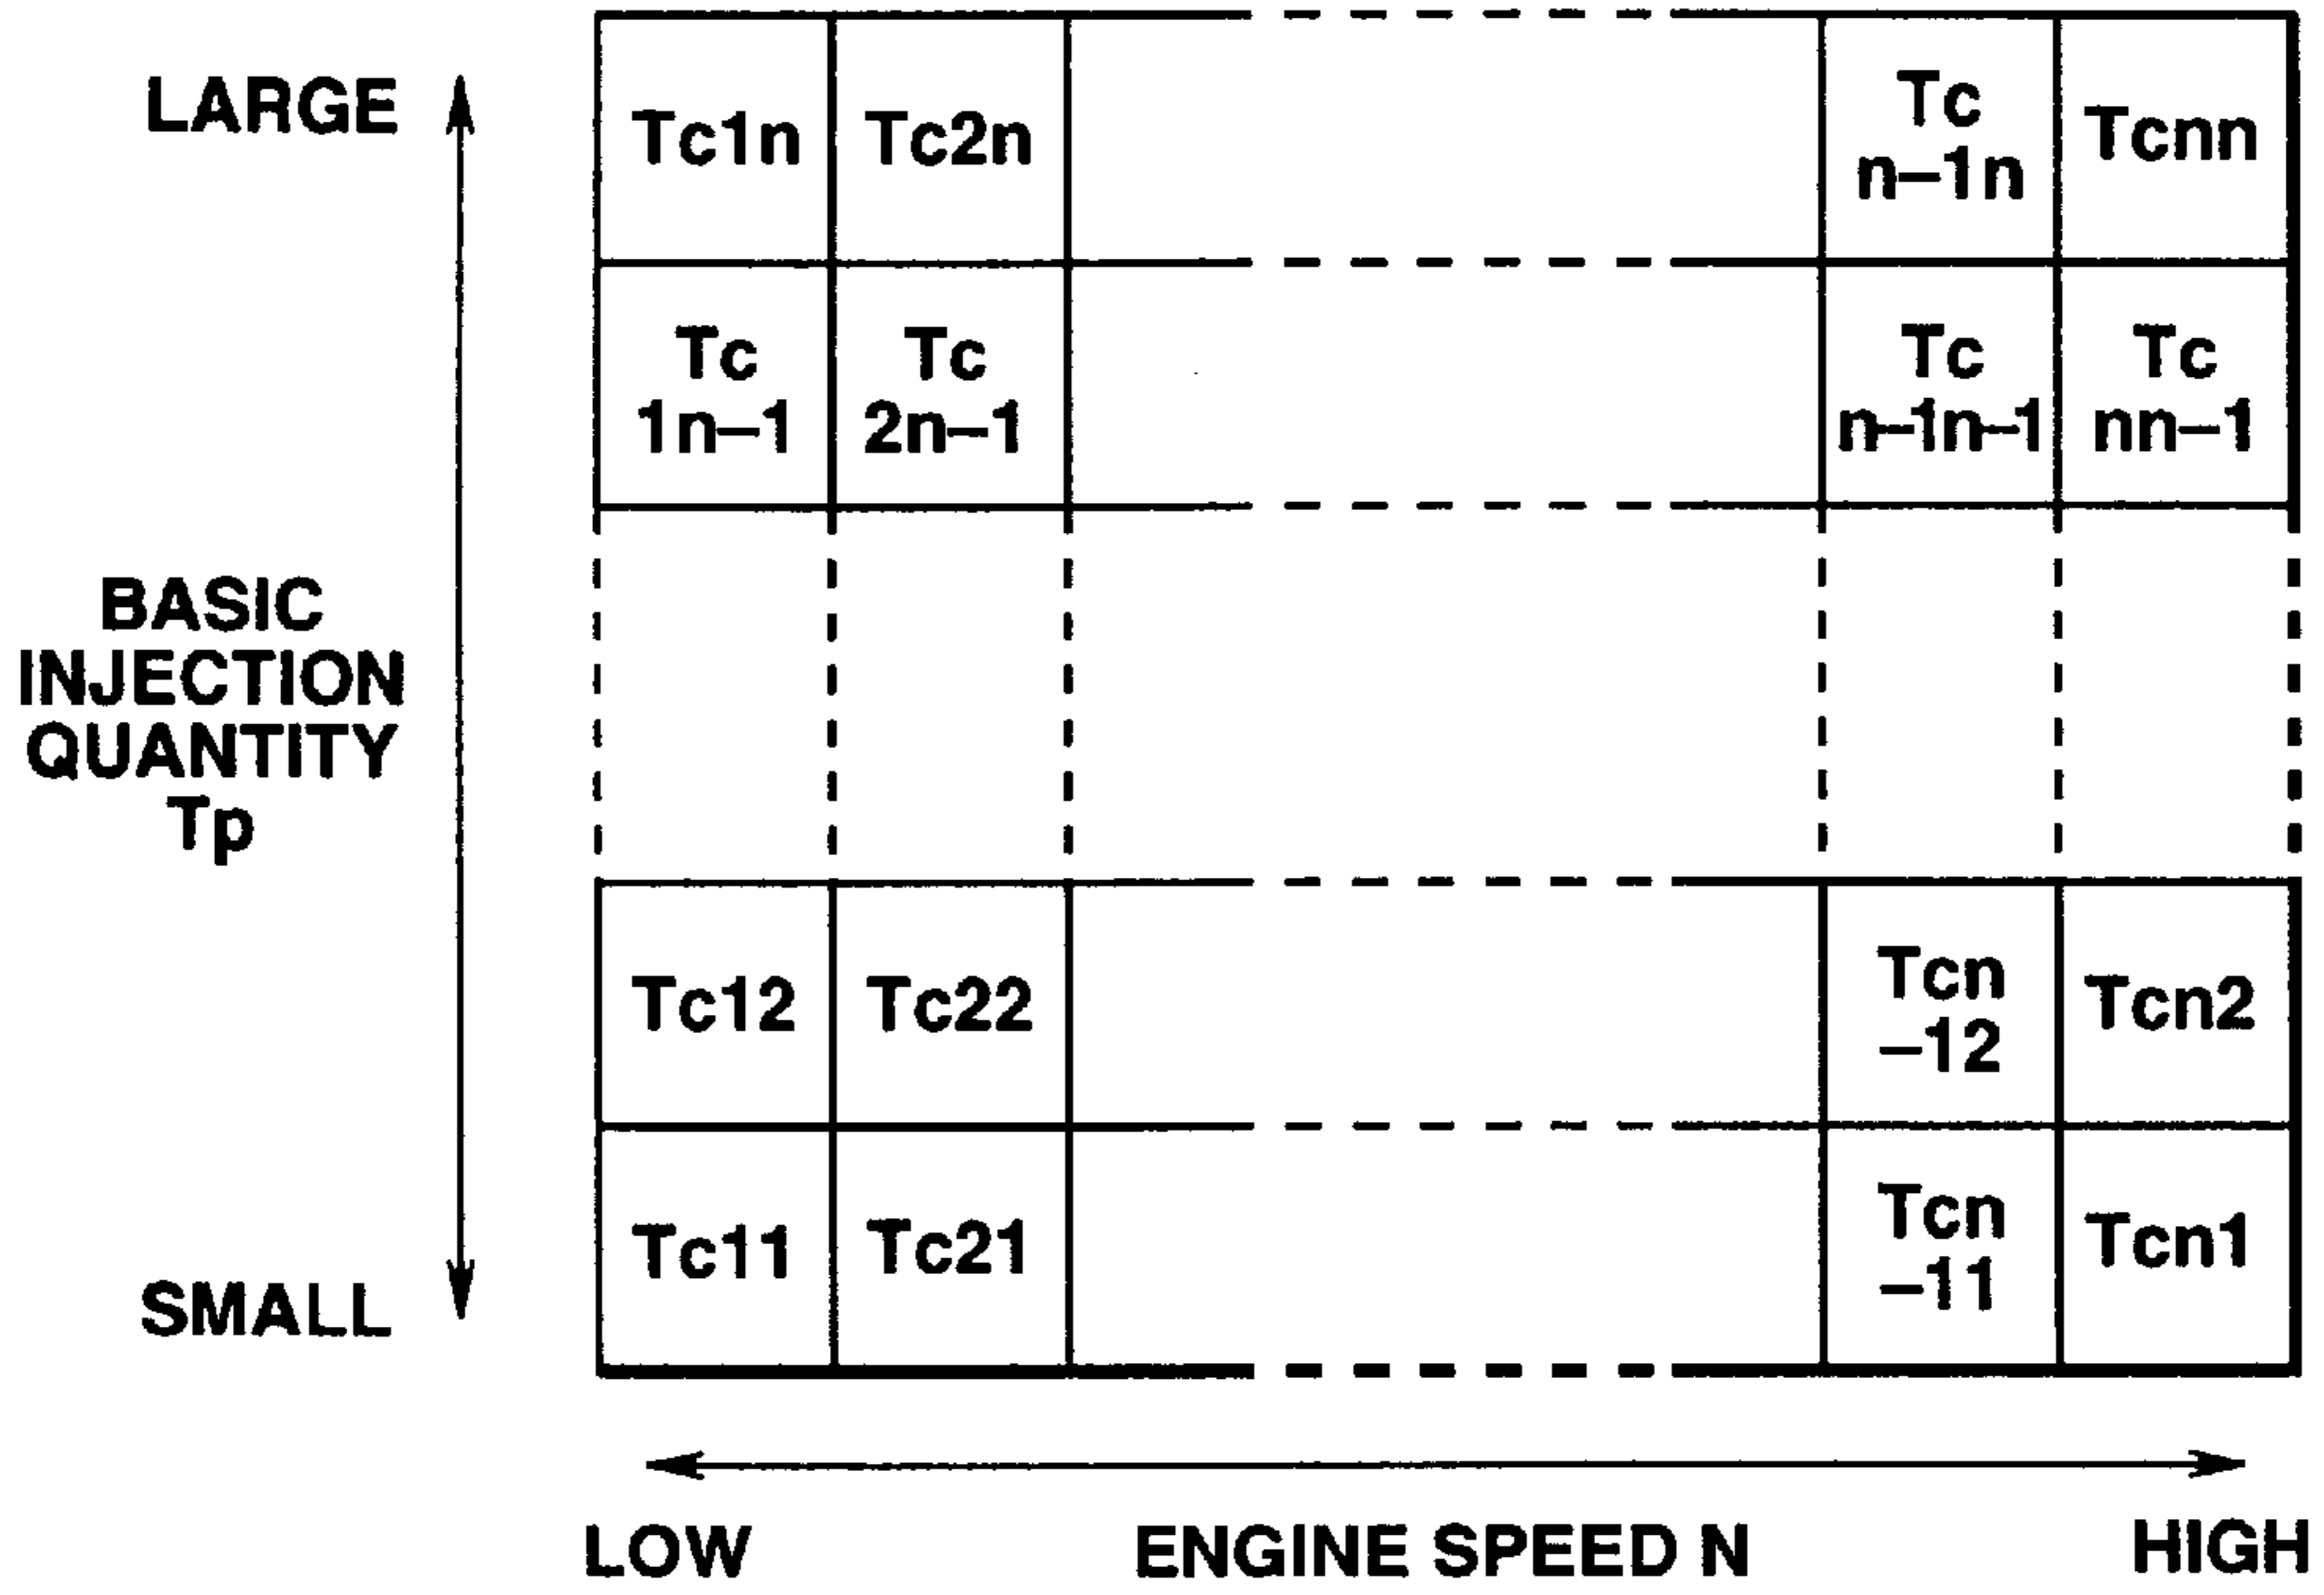 LARGE
BASIC
INJECTION
QUANTITY
Tp
SMALL
Tc1n Tc2n
Tc
n–1n
Tcnn
Tc
1n–1
Tc
2n–1
Tc
n–1n–1
Tc
nn–1
Tc12 Tc22
Tcn
–12
Tcn2
Tc11 Tc21
Tcn
–11
Tcn1
LOW ENGINE SPEED N HIGH